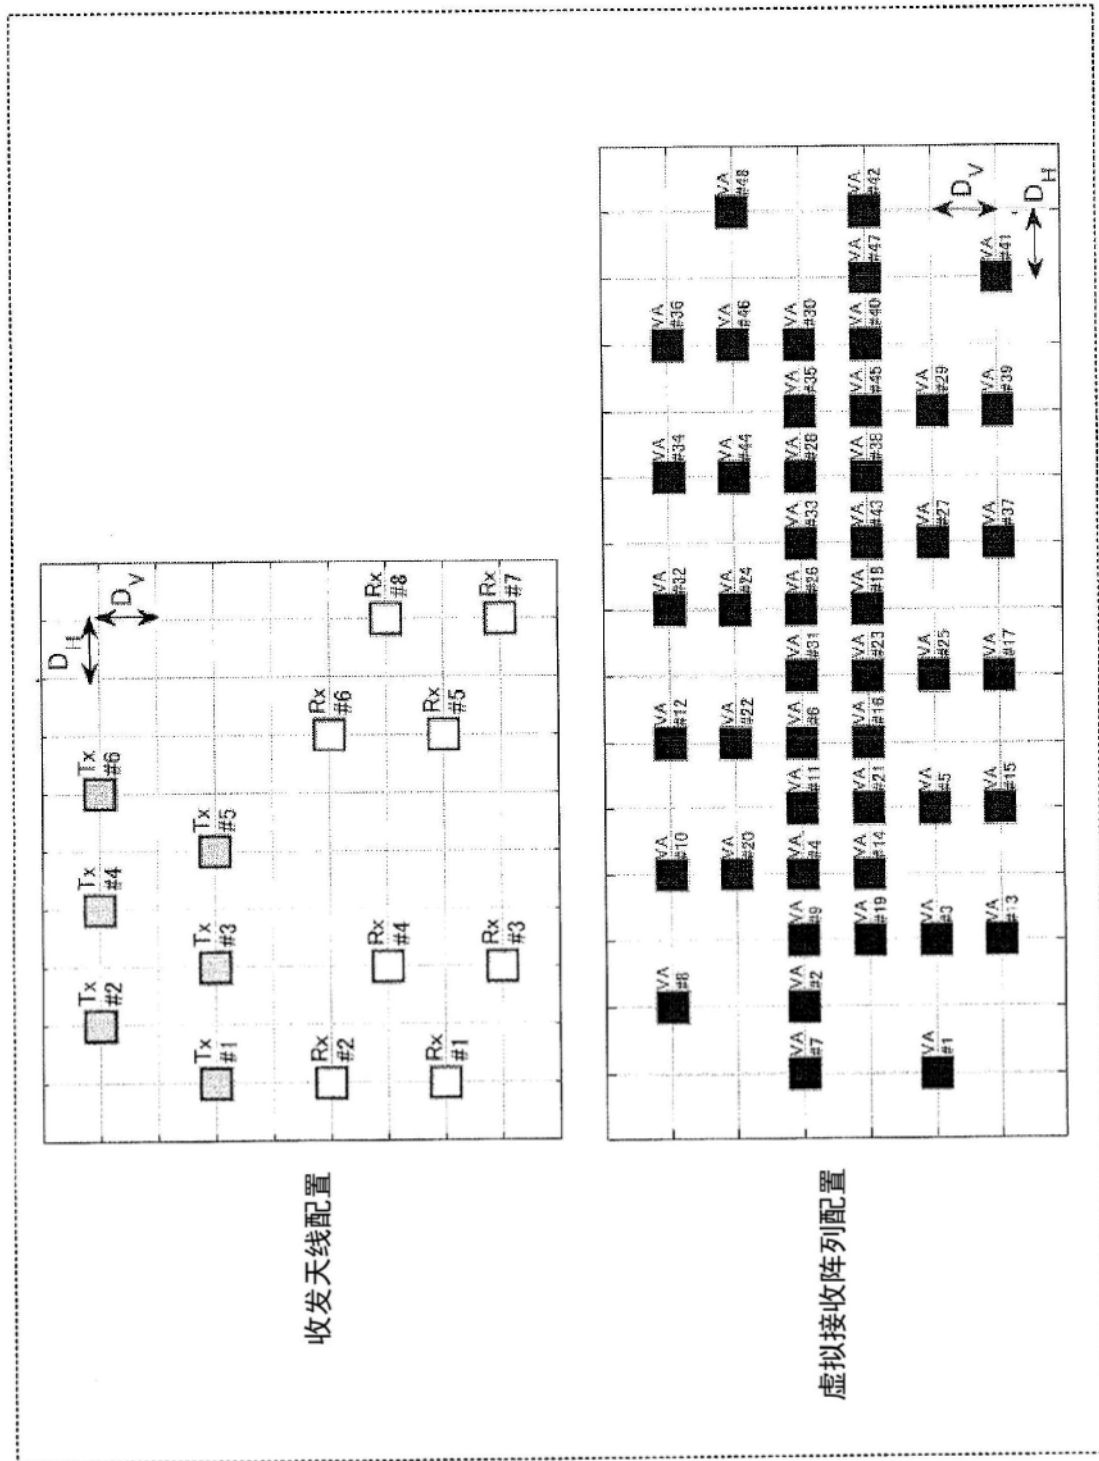 Tx
#2
Tx
#4
Tx
#6
D_H
D_V
Tx
#1
Tx
#3
Tx
#5
收发天线配置
Rx
#2
Rx
#6
Rx
#4
Rx
#8
Rx
#1
Rx
#5
Rx
#3
Rx
#7
VA
#8
VA
#10
VA
#12
VA
#32
VA
#34
VA
#36
VA
#20
VA
#22
VA
#24
VA
#44
VA
#46
VA
#48
VA
#7
VA
#2
VA
#9
VA
#4
VA
#11
VA
#6
VA
#31
VA
#26
VA
#33
VA
#28
VA
#35
VA
#30
虚拟接收阵列配置
VA
#19
VA
#14
VA
#21
VA
#16
VA
#23
VA
#18
VA
#43
VA
#38
VA
#45
VA
#40
VA
#47
VA
#42
VA
#1
VA
#3
VA
#5
VA
#25
VA
#27
VA
#29
D_V
VA
#13
VA
#15
VA
#17
VA
#37
VA
#39
VA
#41
D_H